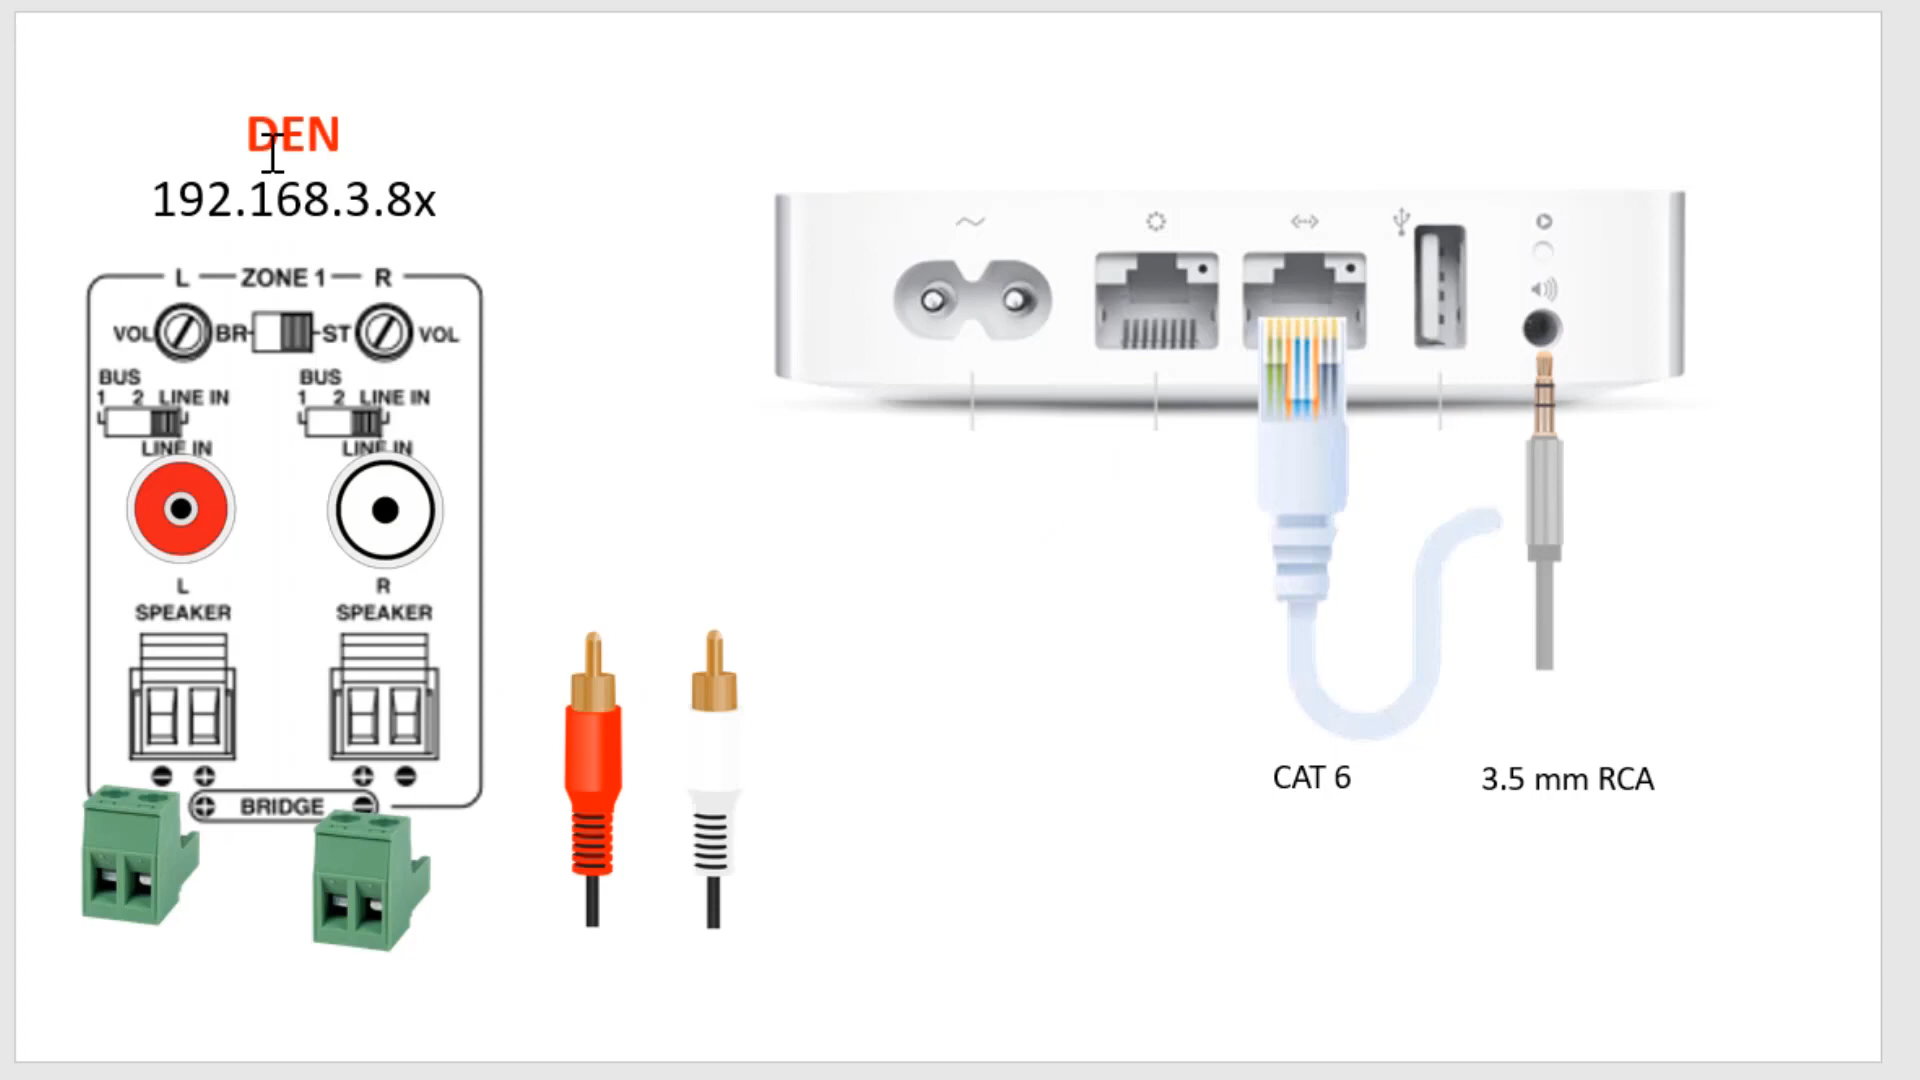 DEN
192.168.3.8x
L ZONE 1 R
VOL BR ST VOL
BUS BUS
1 2 LINE IN 1 2 LINE IN
LINE IN LINE IN
L R
SPEAKER SPEAKER
BRIDGE
CAT 6 3.5 mm RCA